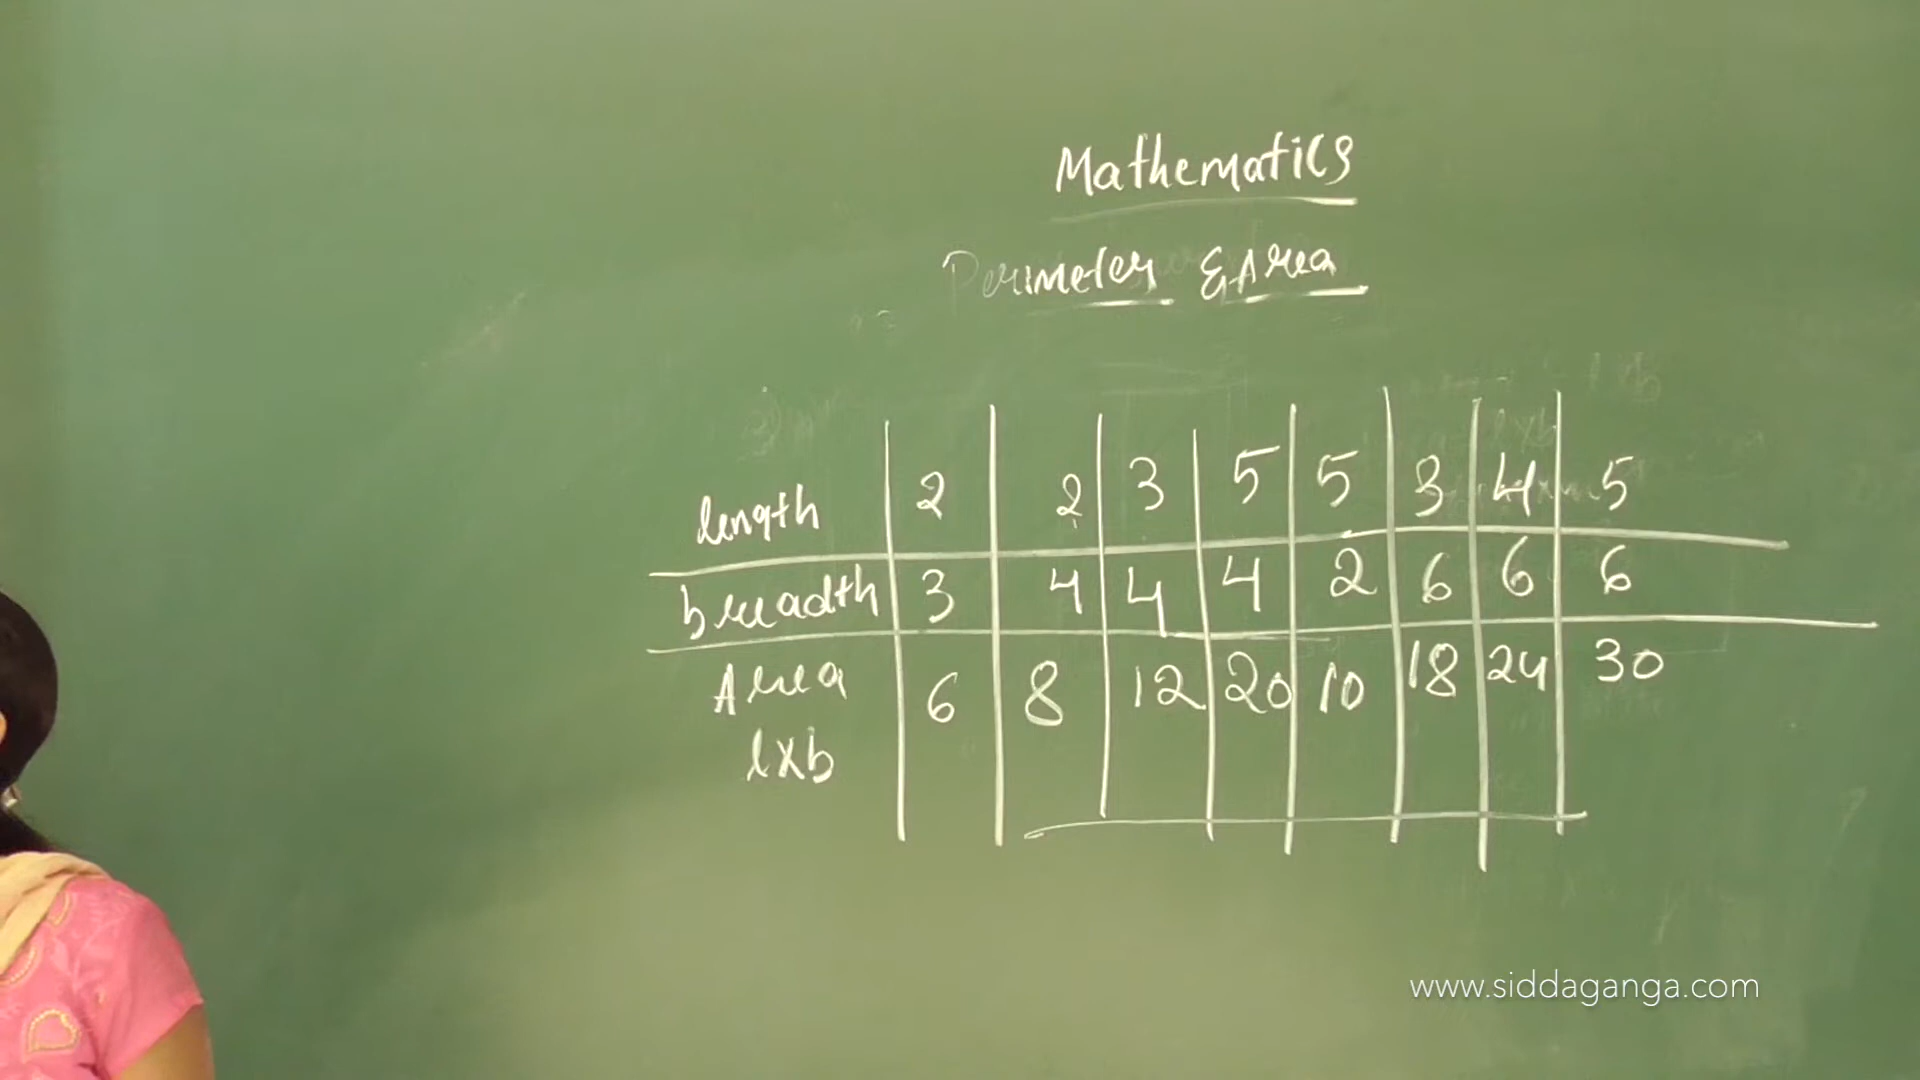 Mathematics
Perimeter & Area
length 2 2 3 5 5 3 4 5
breadth 3 4 4 4 2 6 6 6
Area 6 8 12 20 10 18 24 30
l×b
www.siddaganga.com